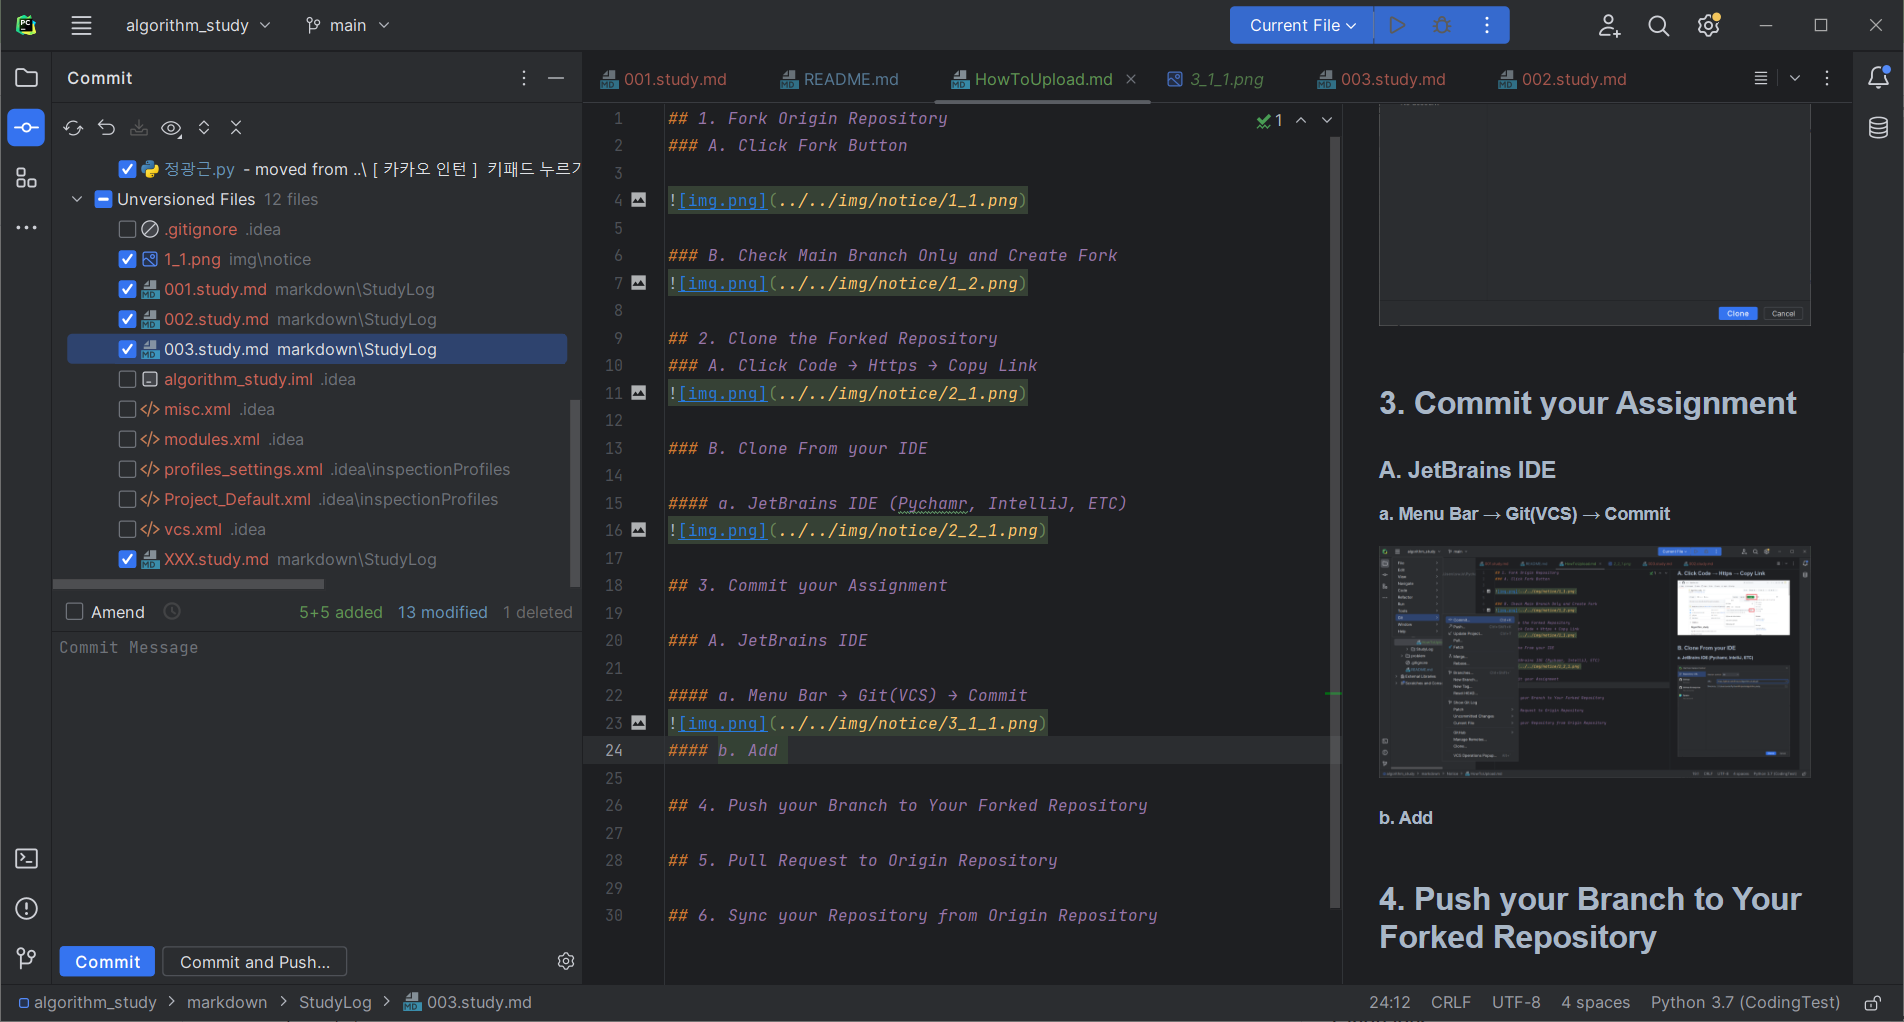 algorithm_study
main
Current File
Commit
001.study.md
README.md
HowToUpload.md
3_1_1.png
003.study.md
002.study.md
정광근.py - moved from ..\ [ 카카오 인턴 ] 키패드 누르기
Unversioned Files 12 files
.gitignore .idea
1_1.png img\notice
001.study.md markdown\StudyLog
002.study.md markdown\StudyLog
003.study.md markdown\StudyLog
algorithm_study.iml .idea
misc.xml .idea
modules.xml .idea
profiles_settings.xml .idea\inspectionProfiles
Project_Default.xml .idea\inspectionProfiles
vcs.xml .idea
XXX.study.md markdown\StudyLog
Amend 5+5 added 13 modified 1 deleted
Commit Message
Commit
Commit and Push...
1 ## 1. Fork Origin Repository
2 ### A. Click Fork Button
3
4 ![img.png](../../img/notice/1_1.png)
5
6 ### B. Check Main Branch Only and Create Fork
7 ![img.png](../../img/notice/1_2.png)
8
9 ## 2. Clone the Forked Repository
10 ### A. Click Code → Https → Copy Link
11 ![img.png](../../img/notice/2_1.png)
12
13 ### B. Clone From your IDE
14
15 #### a. JetBrains IDE (Pychamr, IntelliJ, ETC)
16 ![img.png](../../img/notice/2_2_1.png)
17
18 ## 3. Commit your Assignment
19
20 ### A. JetBrains IDE
21
22 #### a. Menu Bar → Git(VCS) → Commit
23 ![img.png](../../img/notice/3_1_1.png)
24 #### b. Add
25
26 ## 4. Push your Branch to Your Forked Repository
27
28 ## 5. Pull Request to Origin Repository
29
30 ## 6. Sync your Repository from Origin Repository
1
Clone Cancel
3. Commit your Assignment
A. JetBrains IDE
a. Menu Bar → Git(VCS) → Commit
A. Click Code → Https → Copy Link
B. Clone From your IDE
b. Add
4. Push your Branch to Your
Forked Repository
algorithm_study > markdown > StudyLog > 003.study.md
24:12 CRLF UTF-8 4 spaces Python 3.7 (CodingTest)